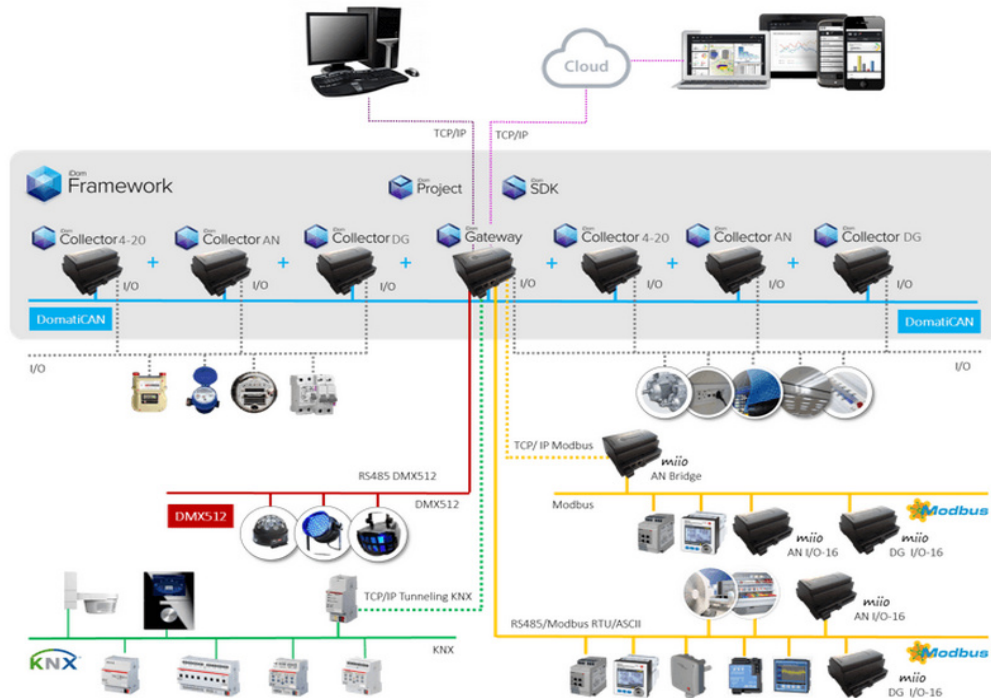 Cloud
TCP/IP
TCP/IP
iDom
Framework
iDom
Project
iDom
SDK
iDom
Collector 4-20
iDom
Collector AN
iDom
Collector DG
iDom
Gateway
iDom
Collector 4-20
iDom
Collector AN
iDom
Collector DG
I/O
I/O
I/O
I/O
I/O
I/O
I/O
DomatiCAN
DomatiCAN
I/O
I/O
TCP/ IP Modbus
miio
AN Bridge
RS485 DMX512
DMX512
DMX512
Modbus
Modbus
miio
AN I/O-16
miio
DG I/O-16
TCP/IP Tunneling KNX
miio
AN I/O-16
RS485/Modbus RTU/ASCII
KNX
KNX
Modbus
miio
DG I/O-16